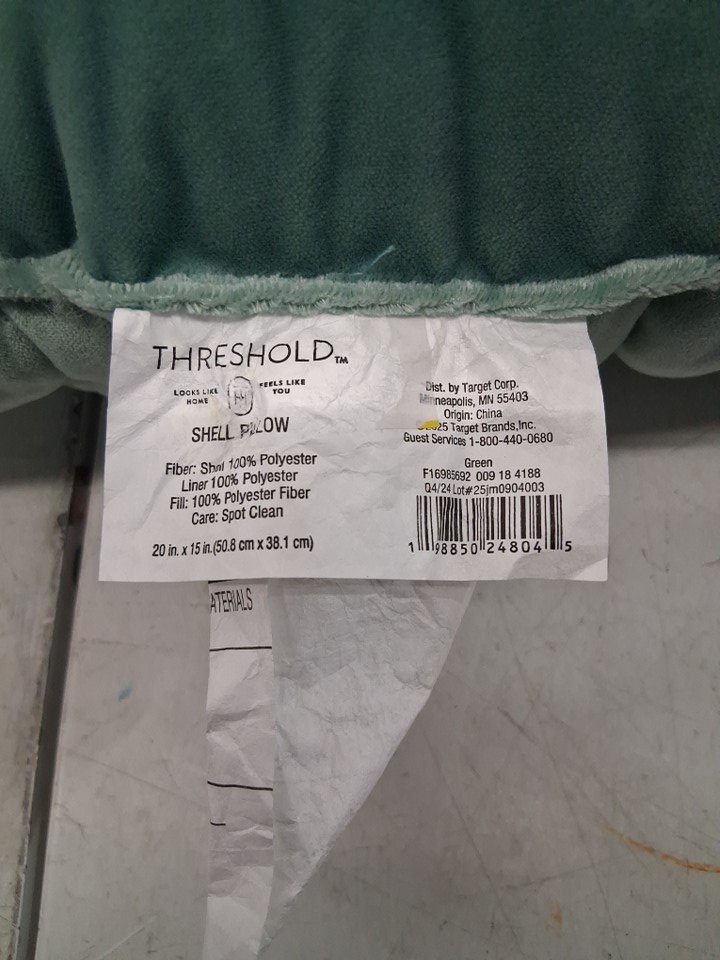 THRESHOLD™
LOOKS LIKE HOME
FEELS LIKE YOU
SHELL PILLOW
Fiber: Shell 100% Polyester
Liner 100% Polyester
Fill: 100% Polyester Fiber
Care: Spot Clean
20 in. x 15 in. (50.8 cm x 38.1 cm)
Dist. by Target Corp.
Minneapolis, MN 55403
Origin: China
Target Brands, Inc.
Guest Services 1-800-440-0680
Green
F16985692 009 18 4188
Q4/24 Lot#25jm0904003
1 98850 24804 5
ATERIALS